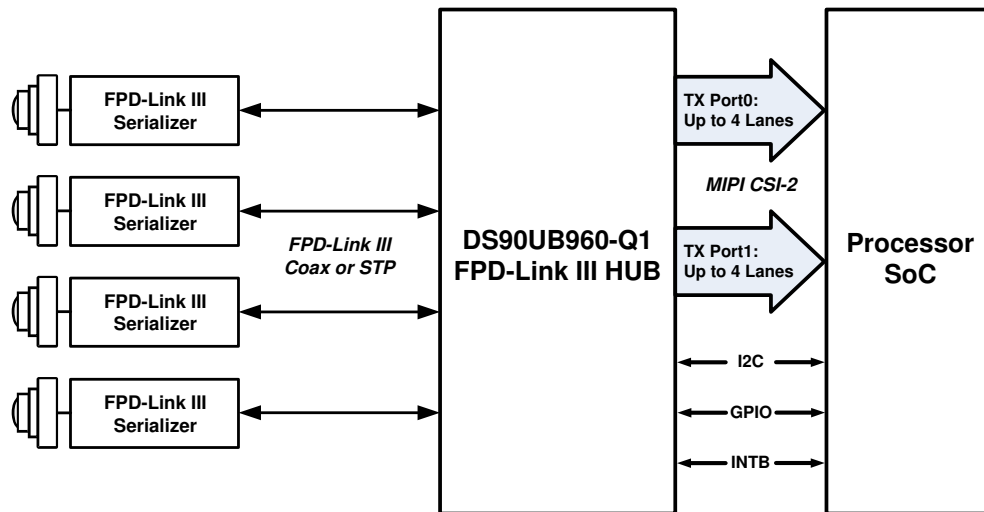 FPD-Link III
Serializer
FPD-Link III
Serializer
FPD-Link III
Serializer
FPD-Link III
Serializer
FPD-Link III
Coax or STP
DS90UB960-Q1
FPD-Link III HUB
TX Port0:
Up to 4 Lanes
MIPI CSI-2
TX Port1:
Up to 4 Lanes
I2C
GPIO
INTB
Processor
SoC